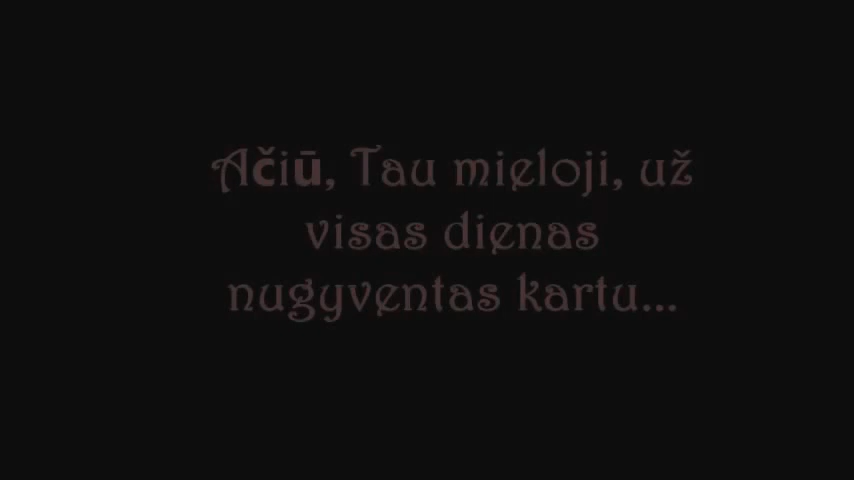 Ačiū, Tau mieloji, už
visas dienas
nugyventas kartu...